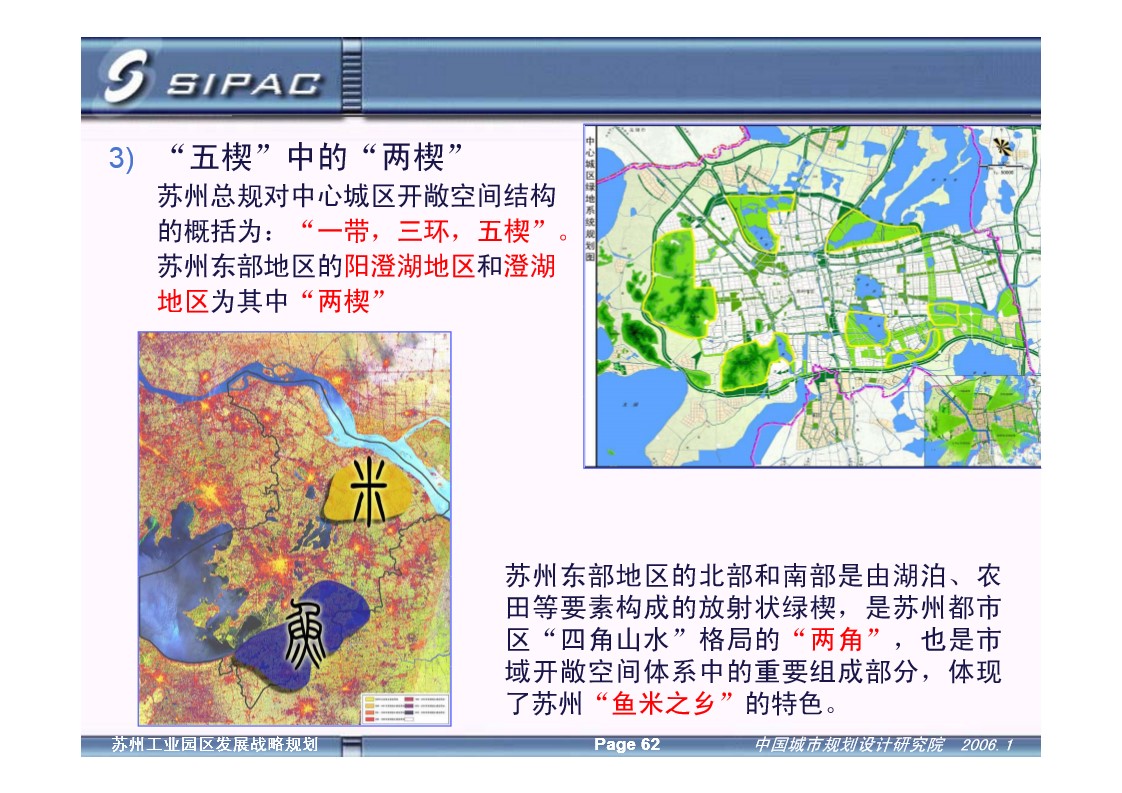 SIPAC
3) “五楔”中的“两楔”
苏州总规对中心城区开敞空间结构
的概括为：“一带，三环，五楔”。
苏州东部地区的阳澄湖地区和澄湖
地区为其中“两楔”
中心城区绿地系统规划图
米
魚
苏州东部地区的北部和南部是由湖泊、农
田等要素构成的放射状绿楔，是苏州都市
区“四角山水”格局的“两角”，也是市
域开敞空间体系中的重要组成部分，体现
了苏州“鱼米之乡”的特色。
苏州工业园区发展战略规划
Page 62
中国城市规划设计研究院 2006.1